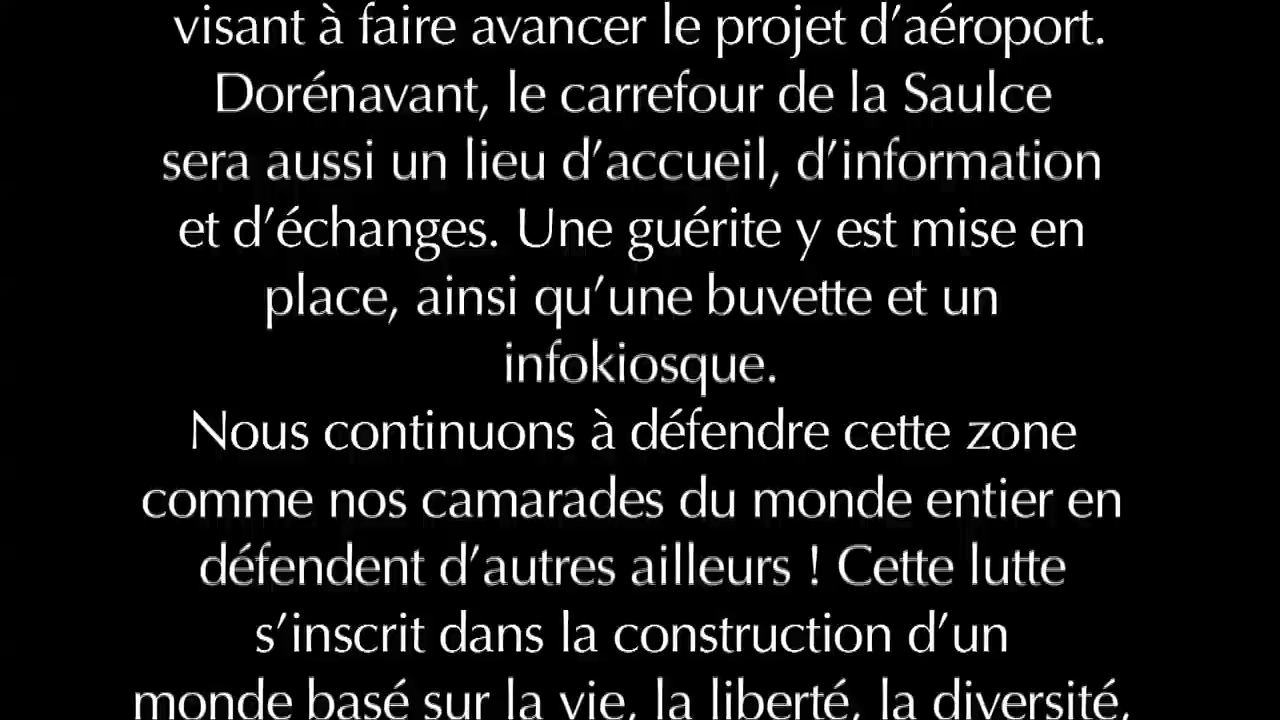 visant à faire avancer le projet d’aéroport.
Dorénavant, le carrefour de la Saulce
sera aussi un lieu d’accueil, d’information
et d’échanges. Une guérite y est mise en
place, ainsi qu’une buvette et un
infokiosque.
Nous continuons à défendre cette zone
comme nos camarades du monde entier en
défendent d’autres ailleurs ! Cette lutte
s’inscrit dans la construction d’un
monde basé sur la vie, la liberté, la diversité,